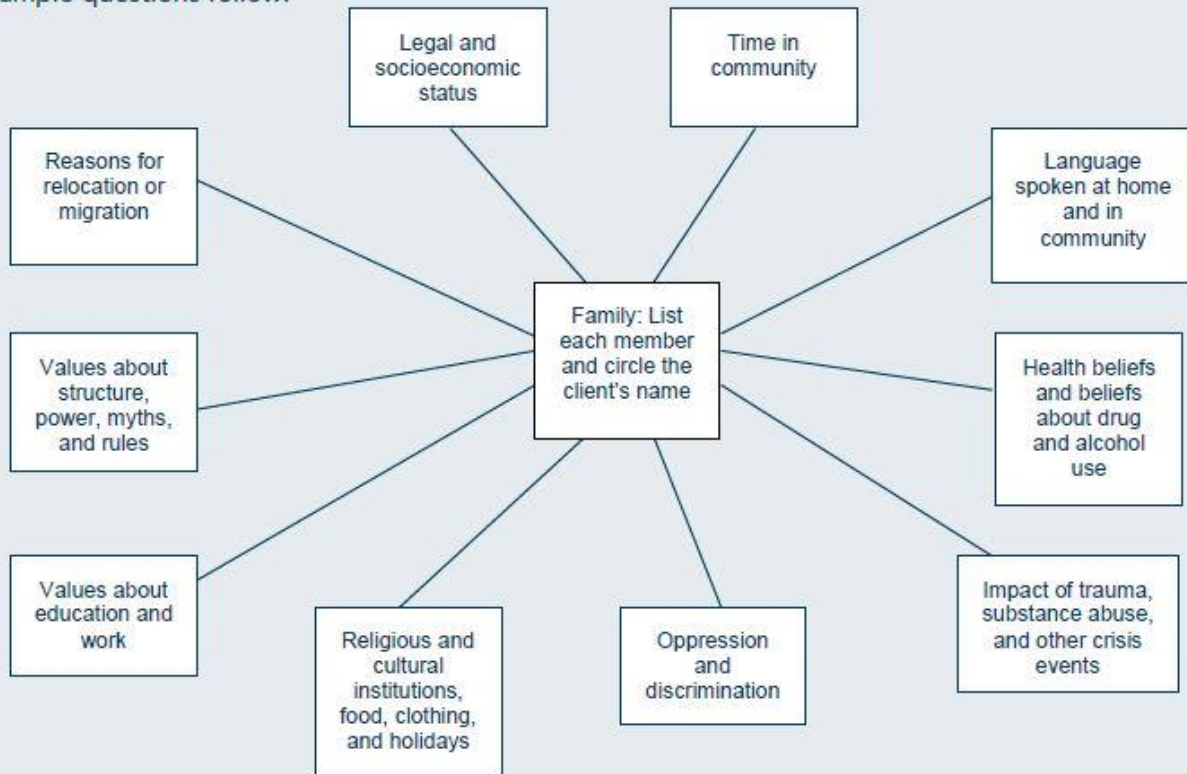 questions follow:
Legal and
socioeconomic
status
Time in
community
Reasons for
relocation or
migration
Language
spoken at home
and in
community
Family: List
each member
and circle the
client's name
Values about
structure,
power, myths,
and rules
Health beliefs
and beliefs
about drug
and alcohol
use
Values about
education and
work
Religious and
cultural
institutions,
food, clothing,
and holidays
Oppression
and
discrimination
Impact of trauma,
substance abuse,
and other crisis
events